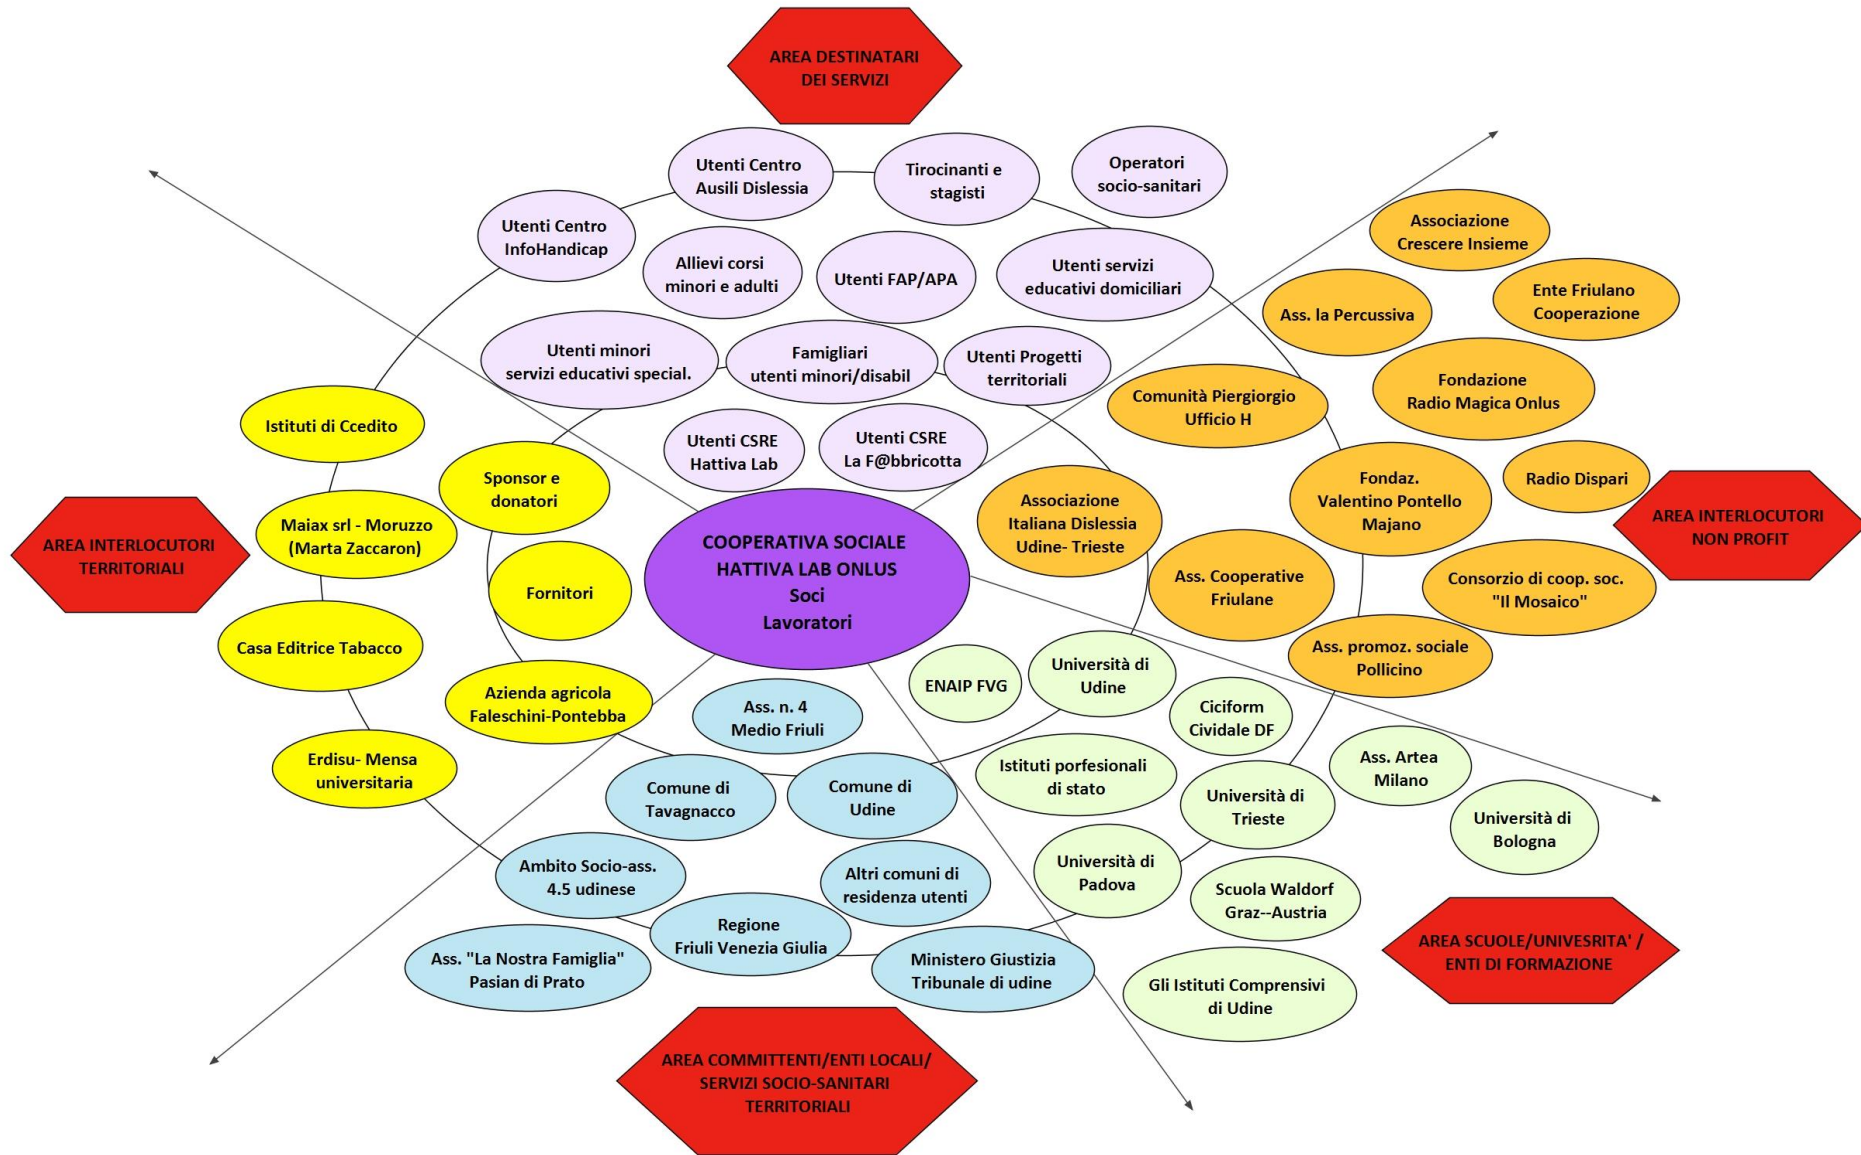 AREA DESTINATARI
DEI SERVIZI
Utenti Centro
Ausili Dislessia
Tirocinanti e
stagisti
Operatori
socio-sanitari
Utenti Centro
InfoHandicap
Allievi corsi
minori e adulti
Utenti FAP/APA
Utenti servizi
educativi domiciliari
Utenti minori
servizi educativi special.
Famigliari
utenti minori/disabil
Utenti Progetti
territoriali
Utenti CSRE
Hattiva Lab
Utenti CSRE
La F@bbricotta
Associazione
Crescere Insieme
Ente Friulano
Cooperazione
Ass. la Percussiva
Fondazione
Radio Magica Onlus
Comunità Piergiorgio
Ufficio H
Fondaz.
Valentino Pontello
Majano
Radio Dispari
Associazione
Italiana Dislessia
Udine- Trieste
Ass. Cooperative
Friulane
Consorzio di coop. soc.
"Il Mosaico"
Ass. promoz. sociale
Pollicino
AREA INTERLOCUTORI
NON PROFIT
Istituti di Ccedito
Sponsor e
donatori
Maiax srl - Moruzzo
(Marta Zaccaron)
Fornitori
Casa Editrice Tabacco
Azienda agricola
Faleschini-Pontebba
Erdisu- Mensa
universitaria
AREA INTERLOCUTORI
TERRITORIALI
COOPERATIVA SOCIALE
HATTIVA LAB ONLUS
Soci
Lavoratori
ENAIP FVG
Università di
Udine
Ciciform
Cividale DF
Istituti porfesionali
di stato
Università di
Trieste
Ass. Artea
Milano
Università di
Bologna
Università di
Padova
Scuola Waldorf
Graz--Austria
Gli Istituti Comprensivi
di Udine
AREA SCUOLE/UNIVESRITA' /
ENTI DI FORMAZIONE
Ass. n. 4
Medio Friuli
Comune di
Tavagnacco
Comune di
Udine
Ambito Socio-ass.
4.5 udinese
Altri comuni di
residenza utenti
Regione
Friuli Venezia Giulia
Ass. "La Nostra Famiglia"
Pasian di Prato
Ministero Giustizia
Tribunale di udine
AREA COMMITTENTI/ENTI LOCALI/
SERVIZI SOCIO-SANITARI
TERRITORIALI